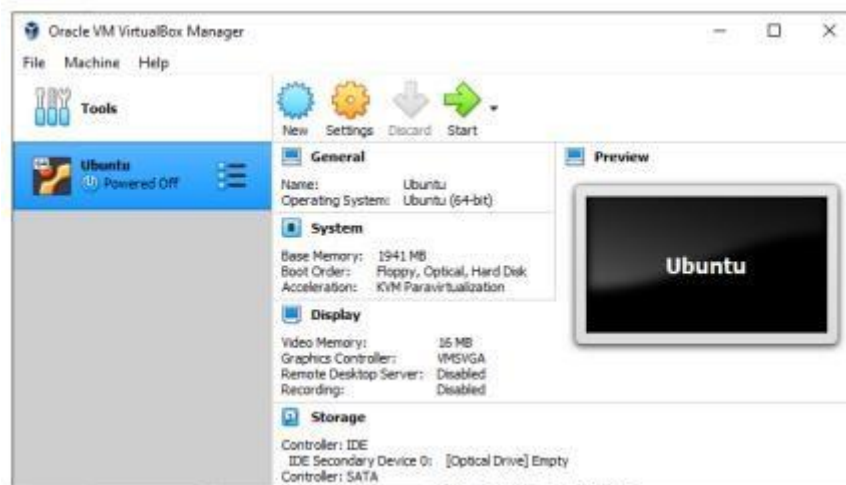 Oracle VM VirtualBox Manager
File Machine Help
Tools
New Settings Discard Start
Ubuntu
Powered Off
General
Name: Ubuntu
Operating System: Ubuntu (64-bit)
System
Base Memory: 1941 MB
Boot Order: Floppy, Optical, Hard Disk
Acceleration: KVM Paravirtualization
Display
Video Memory: 16 MB
Graphics Controller: VMSVGA
Remote Desktop Server: Disabled
Recording: Disabled
Storage
Controller: IDE
IDE Secondary Device 0: [Optical Drive] Empty
Controller: SATA
Preview
Ubuntu